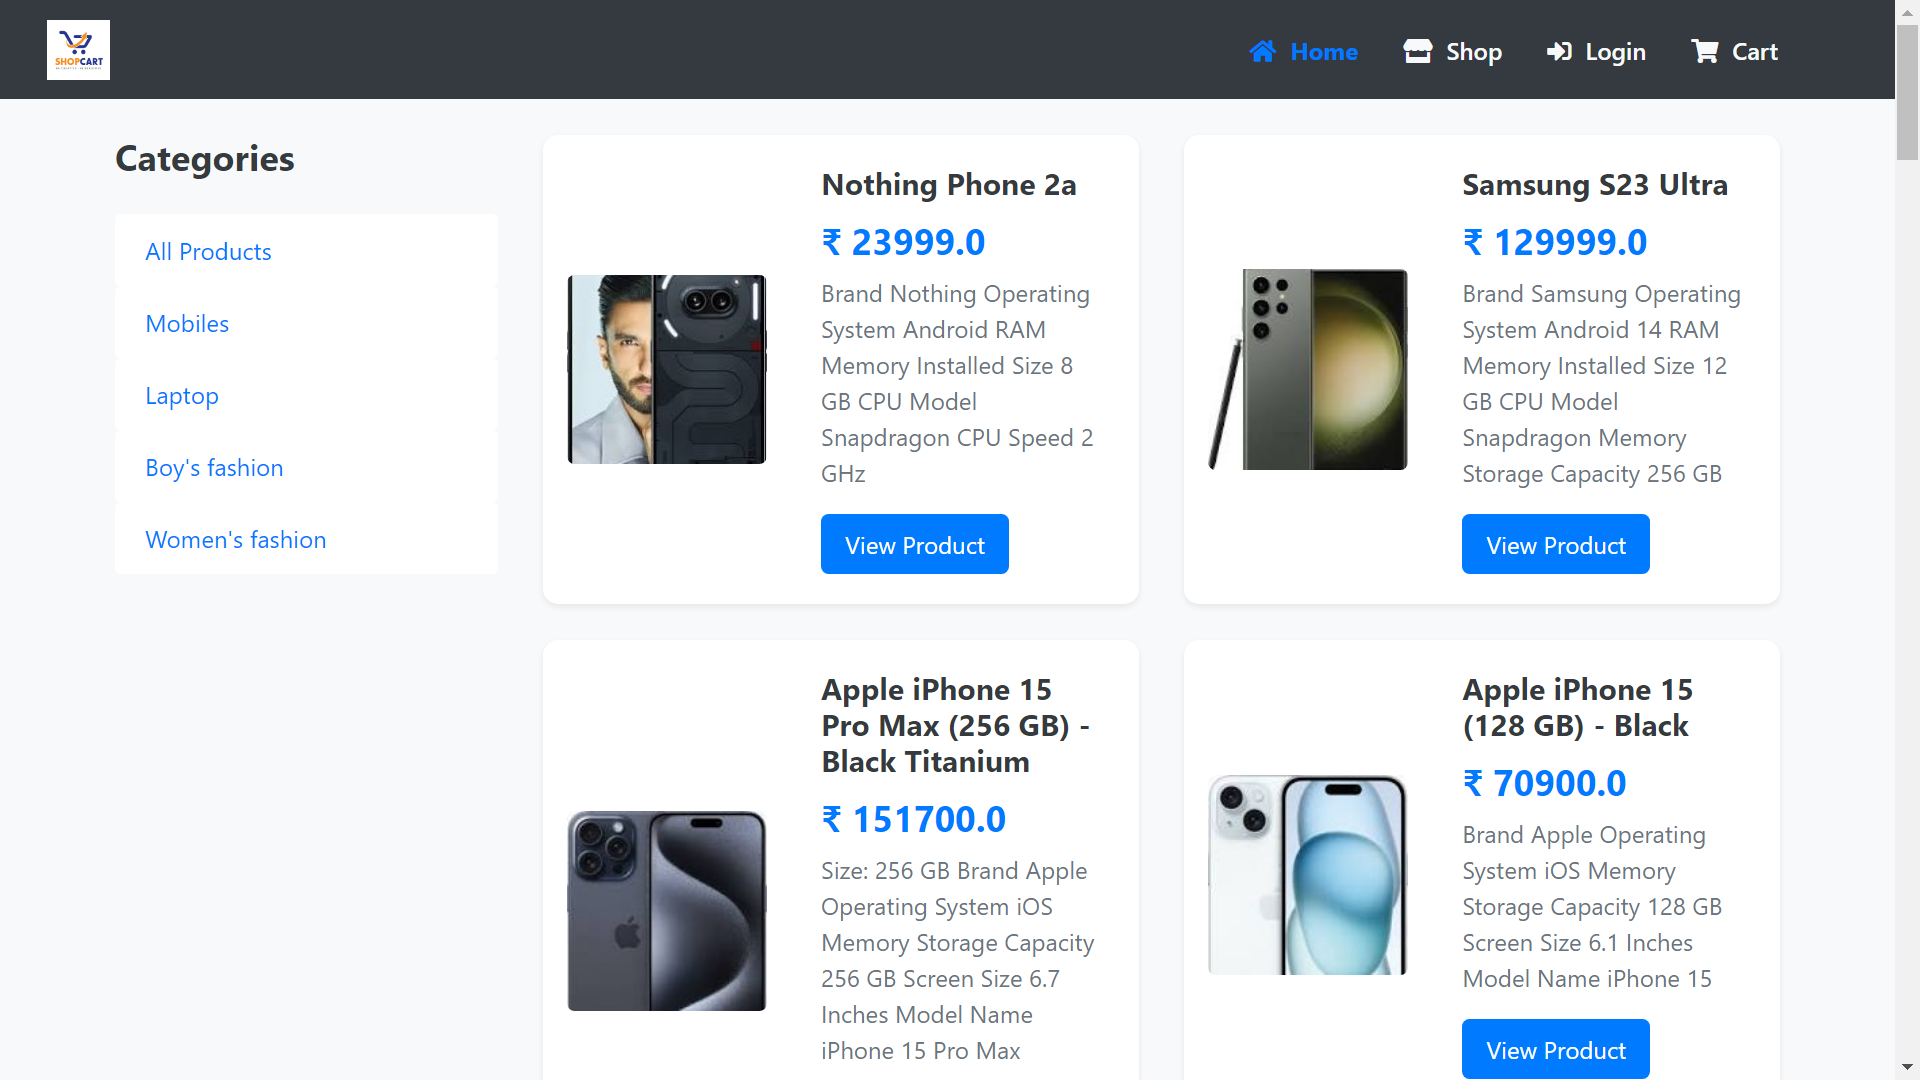 SHOPCART
Home
Shop
Login
Cart
Categories
All Products
Mobiles
Laptop
Boy's fashion
Women's fashion
Nothing Phone 2a
₹ 23999.0
Brand Nothing Operating
System Android RAM
Memory Installed Size 8
GB CPU Model
Snapdragon CPU Speed 2
GHz
View Product
Samsung S23 Ultra
₹ 129999.0
Brand Samsung Operating
System Android 14 RAM
Memory Installed Size 12
GB CPU Model
Snapdragon Memory
Storage Capacity 256 GB
View Product
Apple iPhone 15
Pro Max (256 GB) -
Black Titanium
₹ 151700.0
Size: 256 GB Brand Apple
Operating System iOS
Memory Storage Capacity
256 GB Screen Size 6.7
Inches Model Name
iPhone 15 Pro Max
Apple iPhone 15
(128 GB) - Black
₹ 70900.0
Brand Apple Operating
System iOS Memory
Storage Capacity 128 GB
Screen Size 6.1 Inches
Model Name iPhone 15
View Product